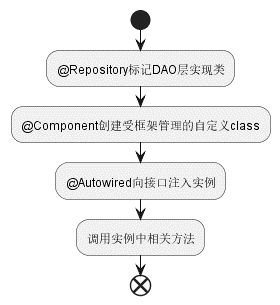 @Repository标记DAO层实现类
@Component创建受框架管理的自定义class
@Autowired向接口注入实例
调用实例中相关方法